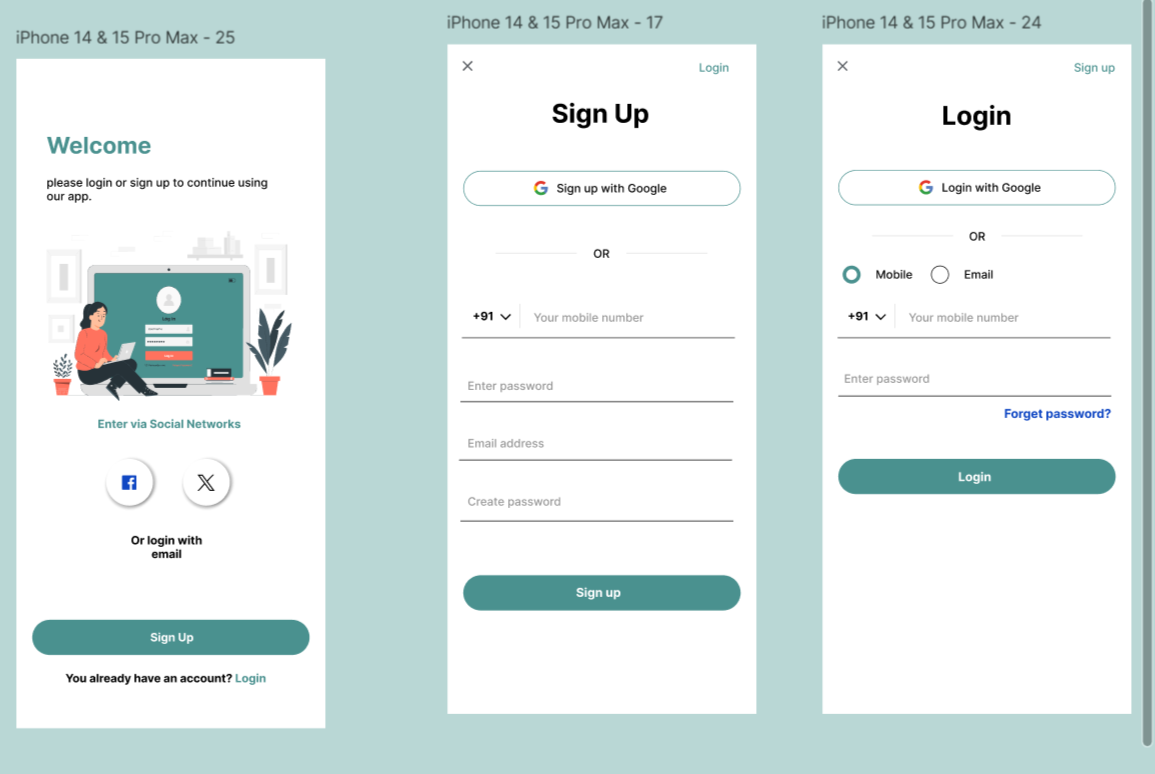 iPhone 14 & 15 Pro Max - 25
Welcome
please login or sign up to continue using
our app.
Log in
Enter via Social Networks
Or login with
email
Sign Up
You already have an account? Login
iPhone 14 & 15 Pro Max - 17
Login
Sign Up
Sign up with Google
OR
+91 Your mobile number
Enter password
Email address
Create password
Sign up
iPhone 14 & 15 Pro Max - 24
Sign up
Login
Login with Google
OR
Mobile Email
+91 Your mobile number
Enter password
Forget password?
Login